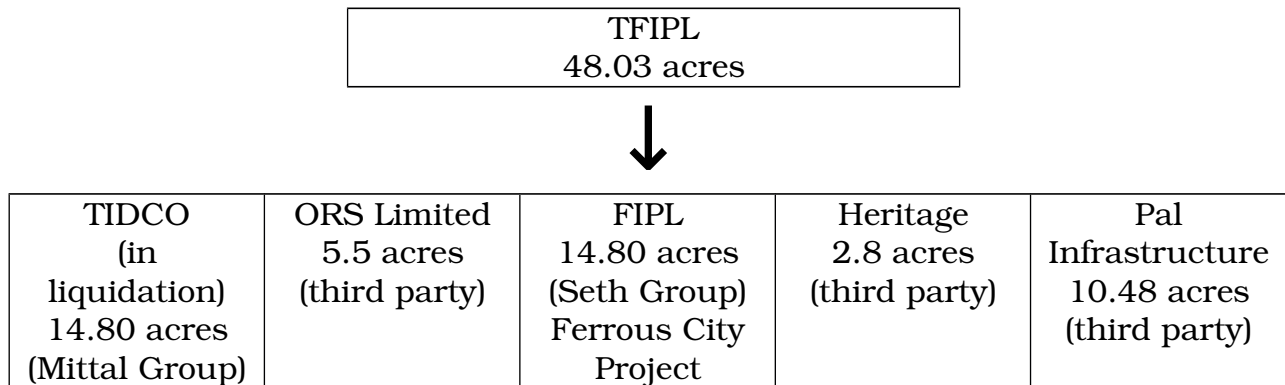 TFIPL
48.03 acres
TIDCO
(in
liquidation)
14.80 acres
(Mittal Group)
ORS Limited
5.5 acres
(third party)
FIPL
14.80 acres
(Seth Group)
Ferrous City
Project
Heritage
2.8 acres
(third party)
Pal
Infrastructure
10.48 acres
(third party)